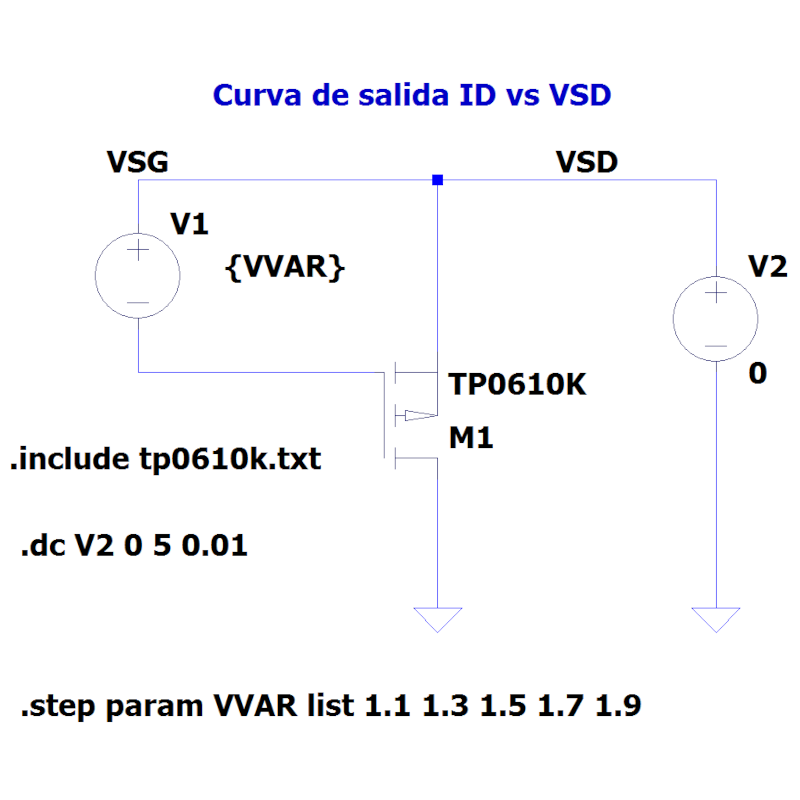 Curva de salida ID vs VSD
VSG
VSD
V1
{VVAR}
V2
0
TP0610K
M1
.include tp0610k.txt
.dc V2 0 5 0.01
.step param VVAR list 1.1 1.3 1.5 1.7 1.9